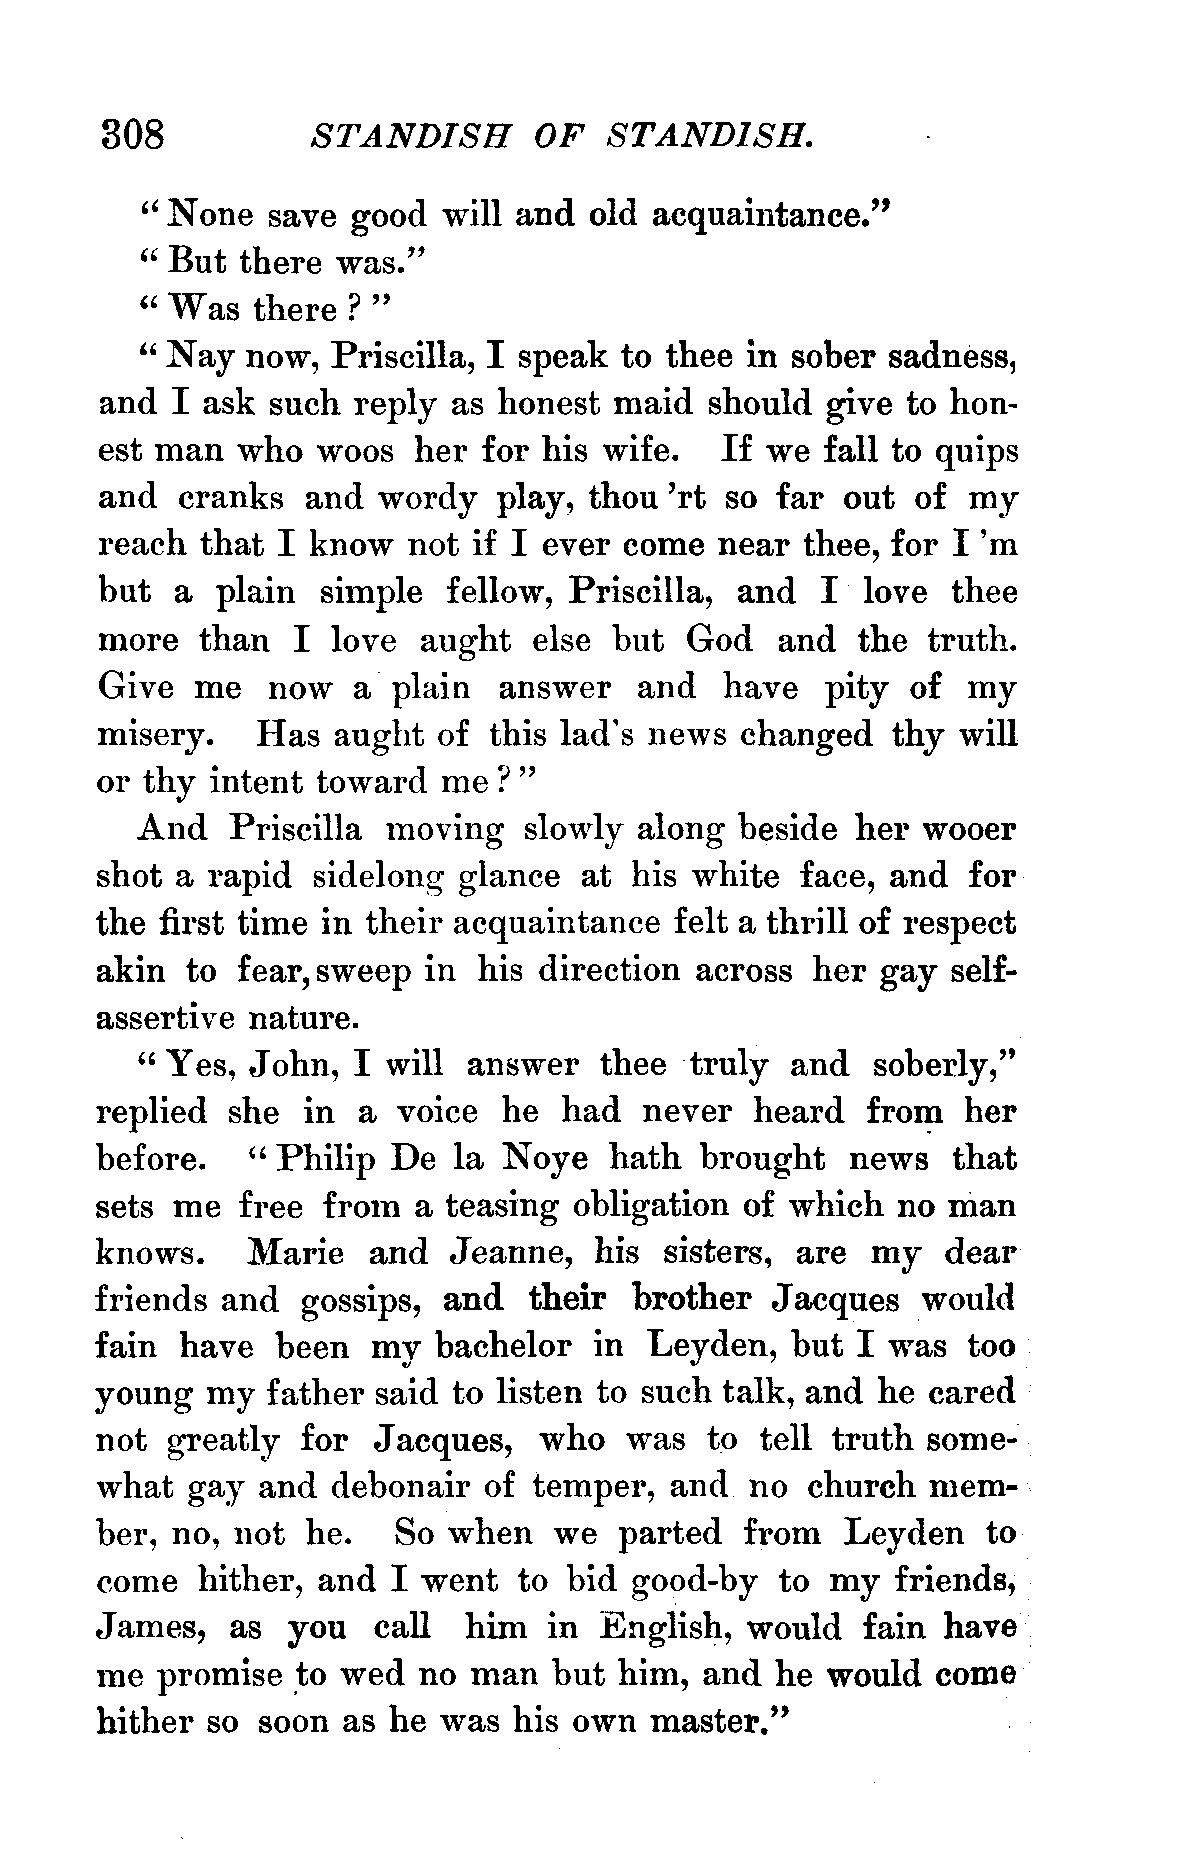 308 STANDISH OF STANDISH.
"None save good will and old acquaintance."
"But there was."
"Was there?"
"Nay now, Priscilla, I speak to thee in sober sadness,
and I ask such reply as honest maid should give to hon-
est man who woos her for his wife. If we fall to quips
and cranks and wordy play, thou 'rt so far out of my
reach that I know not if I ever come near thee, for I 'm
but a plain simple fellow, Priscilla, and I love thee
more than I love aught else but God and the truth.
Give me now a plain answer and have pity of my
misery. Has aught of this lad's news changed thy will
or thy intent toward me?"
And Priscilla moving slowly along beside her wooer
shot a rapid sidelong glance at his white face, and for
the first time in their acquaintance felt a thrill of respect
akin to fear, sweep in his direction across her gay self-
assertive nature.
"Yes, John, I will answer thee truly and soberly,"
replied she in a voice he had never heard from her
before. "Philip De la Noye hath brought news that
sets me free from a teasing obligation of which no man
knows. Marie and Jeanne, his sisters, are my dear
friends and gossips, and their brother Jacques would
fain have been my bachelor in Leyden, but I was too
young my father said to listen to such talk, and he cared
not greatly for Jacques, who was to tell truth some-
what gay and debonair of temper, and no church mem-
ber, no, not he. So when we parted from Leyden to
come hither, and I went to bid good-by to my friends,
James, as you call him in English, would fain have
me promise to wed no man but him, and he would come
hither so soon as he was his own master."